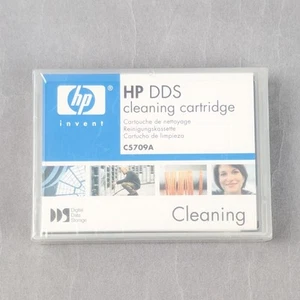 hp
invent
HP DDS
cleaning cartridge
Cartouche de nettoyage
Reinigungskassette
Cartucho de limpieza
C5709A
DDS
Digital
Data
Storage
Cleaning